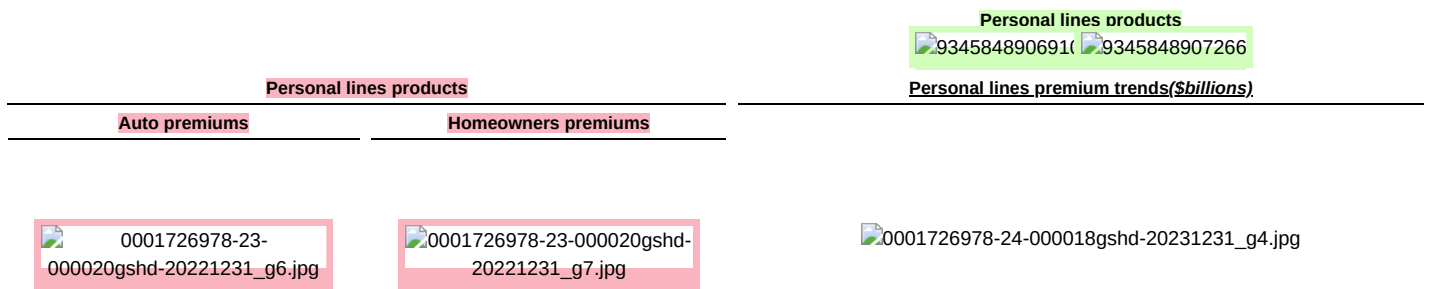 Personal lines products
9345848906910 9345848907266
Personal lines products
Personal lines premium trends($billions)
Auto premiums
Homeowners premiums
0001726978-23-
000020gshd-20221231_g6.jpg
0001726978-23-000020gshd-
20221231_g7.jpg
0001726978-24-000018gshd-20231231_g4.jpg